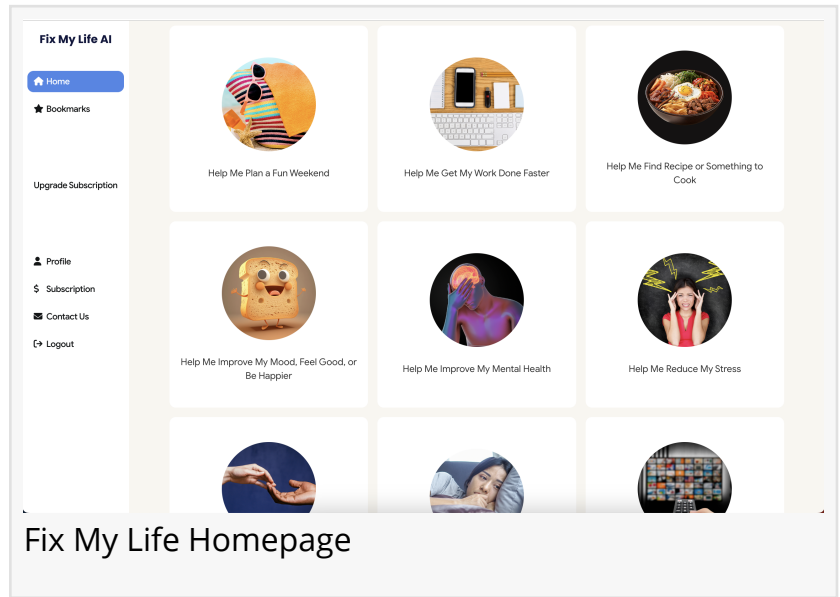 Fix My Life AI
Home
Bookmarks
Upgrade Subscription
Profile
Subscription
Contact Us
Logout
Help Me Plan a Fun Weekend
Help Me Get My Work Done Faster
Help Me Find Recipe or Something to
Cook
Help Me Improve My Mood, Feel Good, or
Be Happier
Help Me Improve My Mental Health
Help Me Reduce My Stress
Fix My Life Homepage